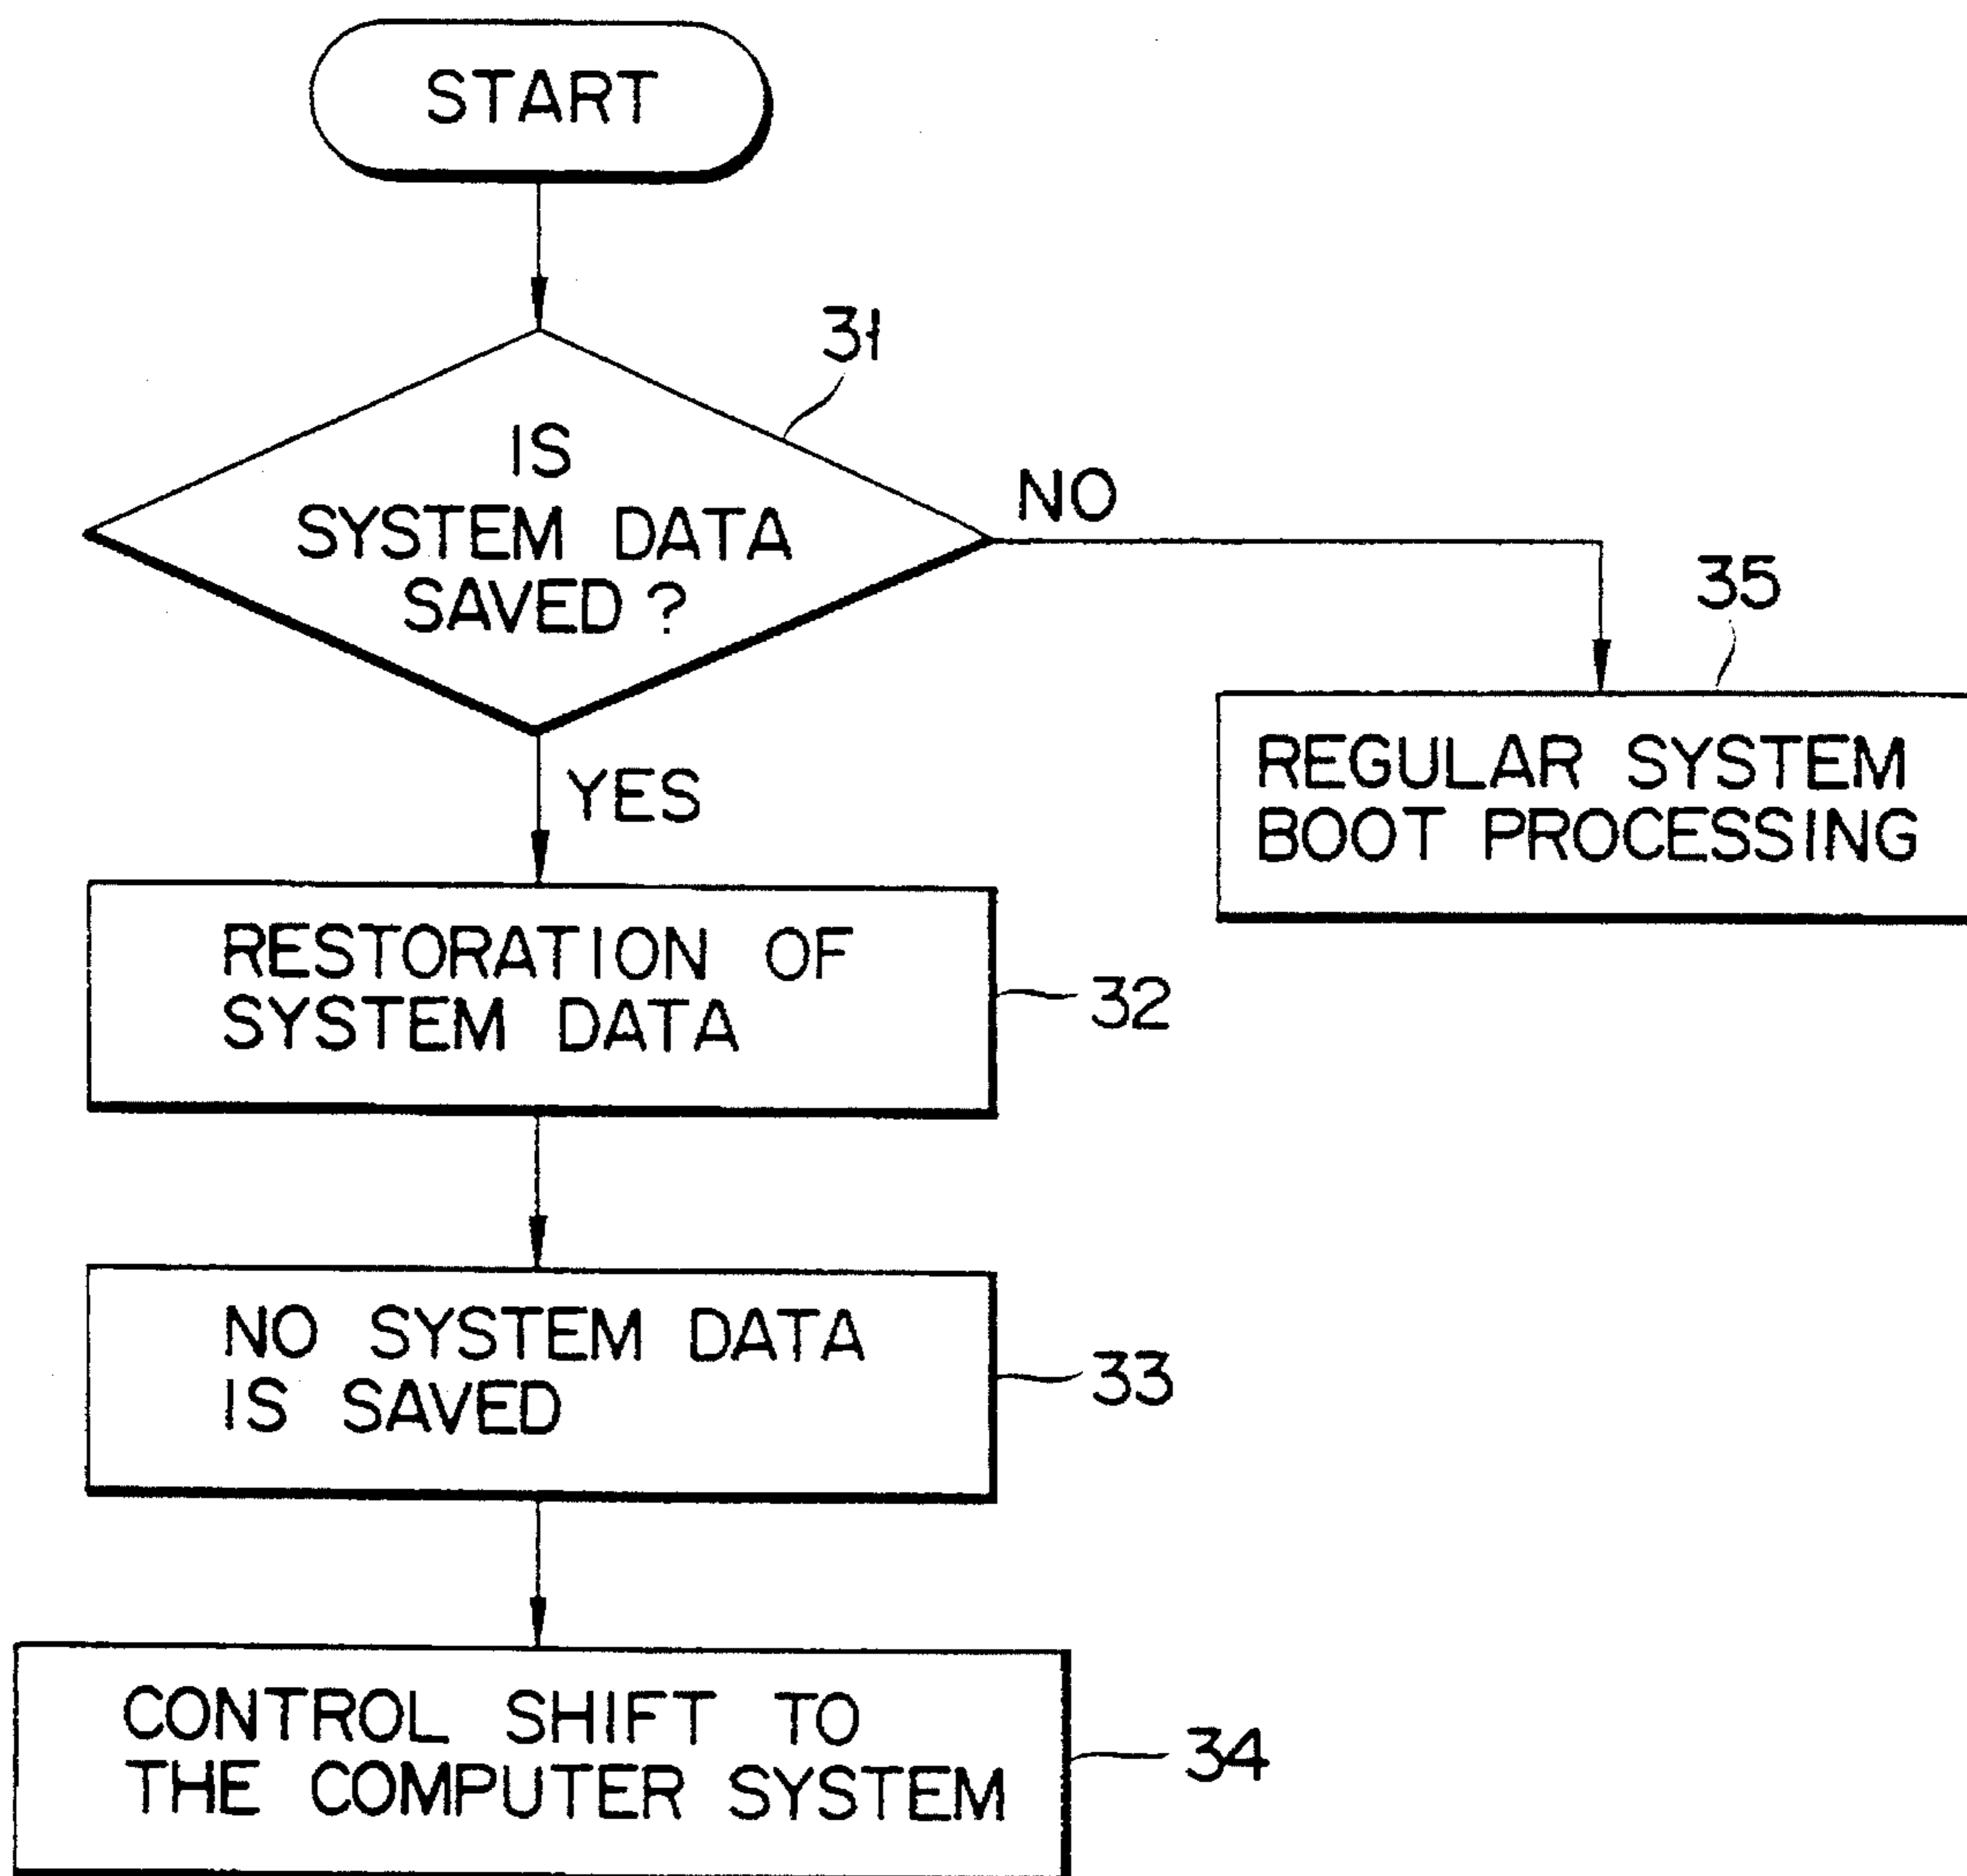 START
31
IS
SYSTEM DATA
SAVED?
NO
35
REGULAR SYSTEM
BOOT PROCESSING
YES
RESTORATION OF
SYSTEM DATA
32
NO SYSTEM DATA
IS SAVED
33
CONTROL SHIFT TO
THE COMPUTER SYSTEM
34